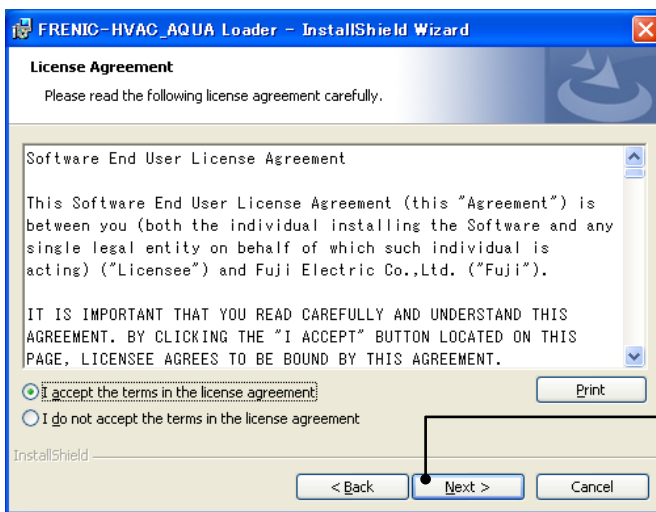 FRENIC-HVAC_AQUA Loader - InstallShield Wizard
License Agreement
Please read the following license agreement carefully.
Software End User License Agreement
This Software End User License Agreement (this "Agreement") is
between you (both the individual installing the Software and any
single legal entity on behalf of which such individual is
acting) ("Licensee") and Fuji Electric Co.,Ltd. ("Fuji").
IT IS IMPORTANT THAT YOU READ CAREFULLY AND UNDERSTAND THIS
AGREEMENT. BY CLICKING THE "I ACCEPT" BUTTON LOCATED ON THIS
PAGE, LICENSEE AGREES TO BE BOUND BY THIS AGREEMENT.
I accept the terms in the license agreement
Print
I do not accept the terms in the license agreement
InstallShield
< Back
Next >
Cancel